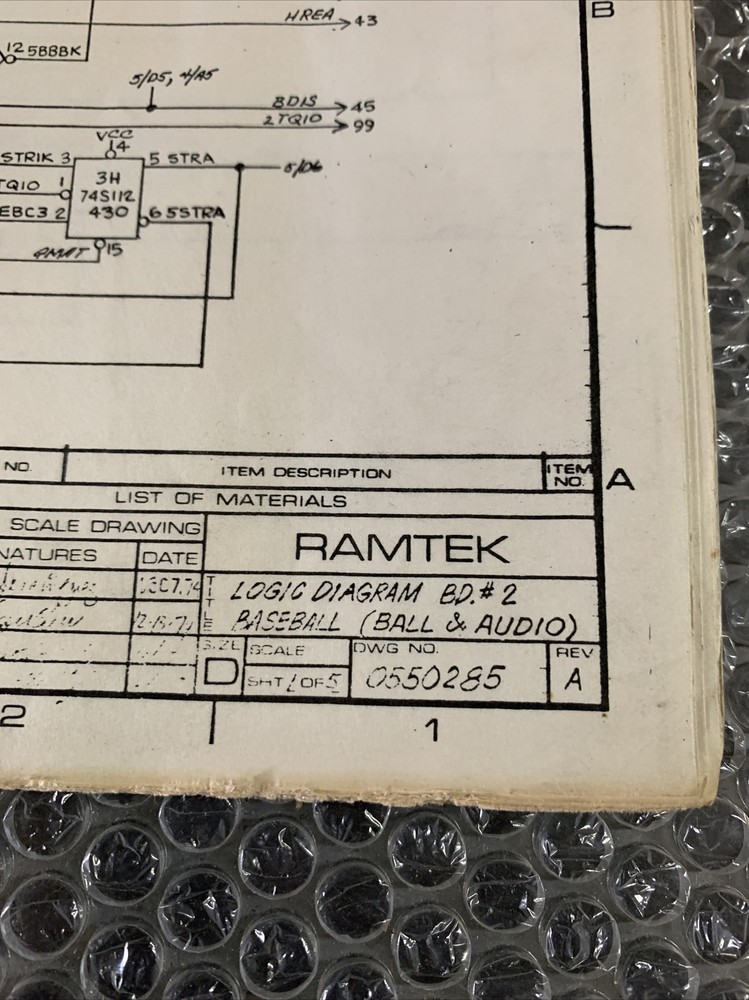 HREA 43
B
12 5BBBK
5/D5, 4/A5
BDIS 45
2TQ10 99
VCC
14
STRIK 3 5 STRA
3H
TQ10 1
74S112
EBC3 2 430 6 5STRA
15
NO. ITEM DESCRIPTION ITEM NO. A
LIST OF MATERIALS
SCALE DRAWING
NATURES DATE RAMTEK
TITLE LOGIC DIAGRAM BD.#2
BASEBALL (BALL & AUDIO)
SIZE D SCALE DWG NO. REV
SHT 1 OF 5 0550285 A
2 1